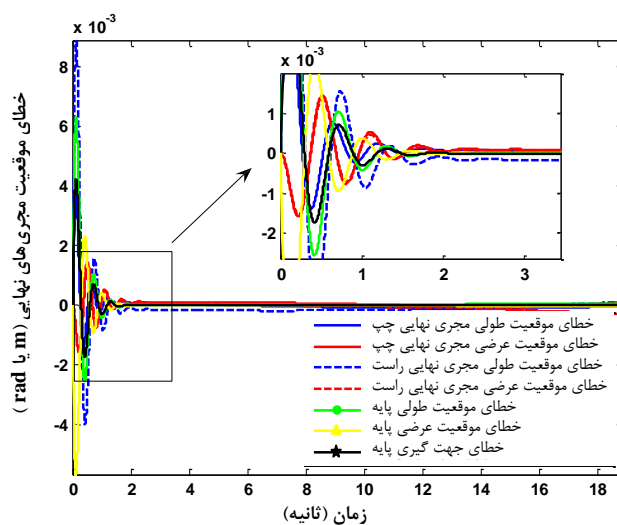 x 10⁻³
8
6
4
2
0
-2
-4
0 2 4 6 8 10 12 14 16 18
زمان (ثانیه)
خطای موقعیت مجری‌های نهایی (m یا rad)
x 10⁻³
1
0
-1
-2
0 1 2 3
خطای موقعیت طولی مجری نهایی چپ
خطای موقعیت عرضی مجری نهایی چپ
خطای موقعیت طولی مجری نهایی راست
خطای موقعیت عرضی مجری نهایی راست
خطای موقعیت طولی پایه
خطای موقعیت عرضی پایه
خطای جهت گیری پایه